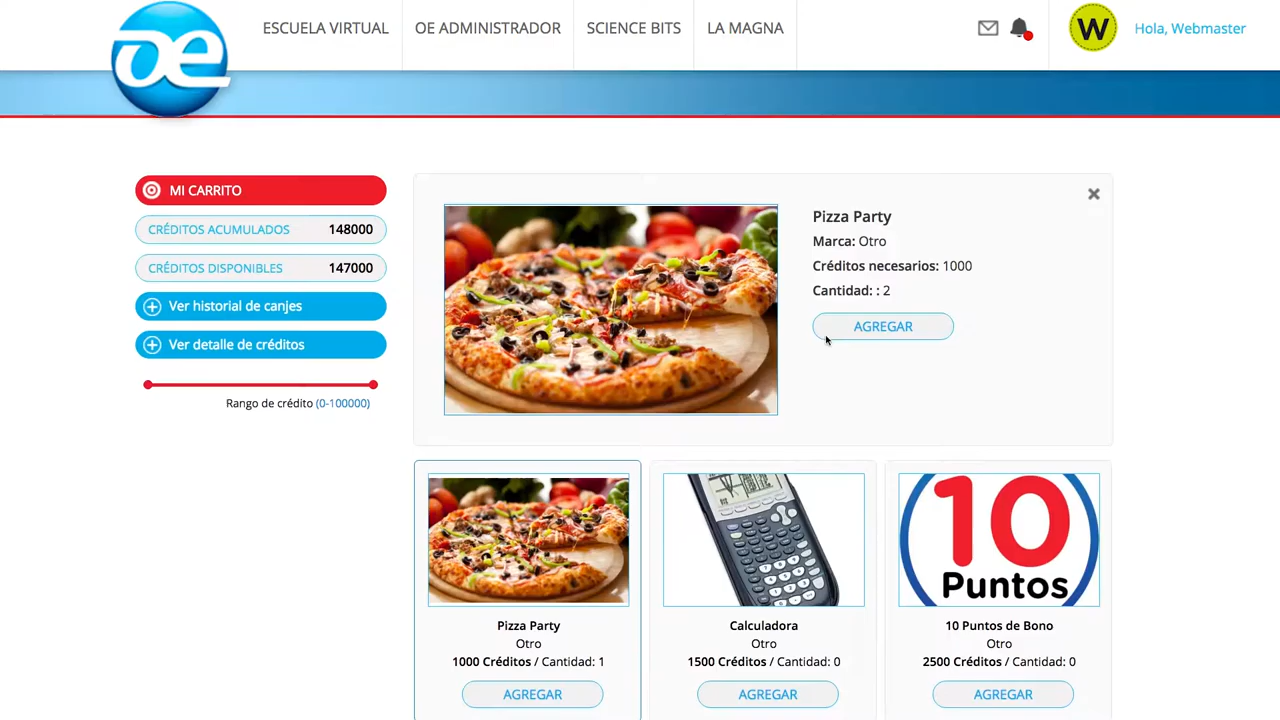 ESCUELA VIRTUAL
OE ADMINISTRADOR
SCIENCE BITS
LA MAGNA
W
Hola, Webmaster
oe
MI CARRITO
CRÉDITOS ACUMULADOS 148000
CRÉDITOS DISPONIBLES 147000
Ver historial de canjes
Ver detalle de créditos
Rango de crédito (0-100000)
Pizza Party
Marca: Otro
Créditos necesarios: 1000
Cantidad: : 2
AGREGAR
Pizza Party
Otro
1000 Créditos / Cantidad: 1
AGREGAR
Calculadora
Otro
1500 Créditos / Cantidad: 0
AGREGAR
10
Puntos
10 Puntos de Bono
Otro
2500 Créditos / Cantidad: 0
AGREGAR